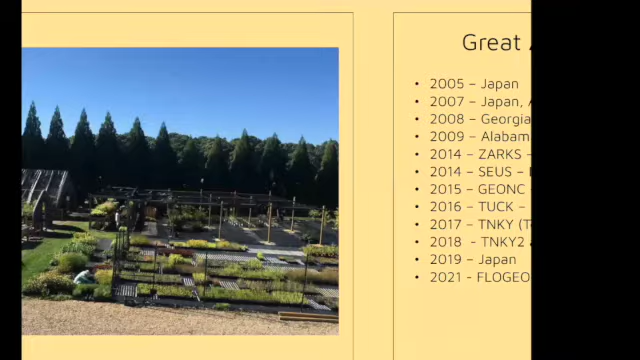 Great
• 2005 – Japan
• 2007 – Japan,
• 2008 – Georgia
• 2009 – Alabam
• 2014 – ZARKS –
• 2014 – SEUS –
• 2015 – GEONC
• 2016 – TUCK –
• 2017 – TNKY (T
• 2018 - TNKY2
• 2019 – Japan
• 2021 - FLOGEO